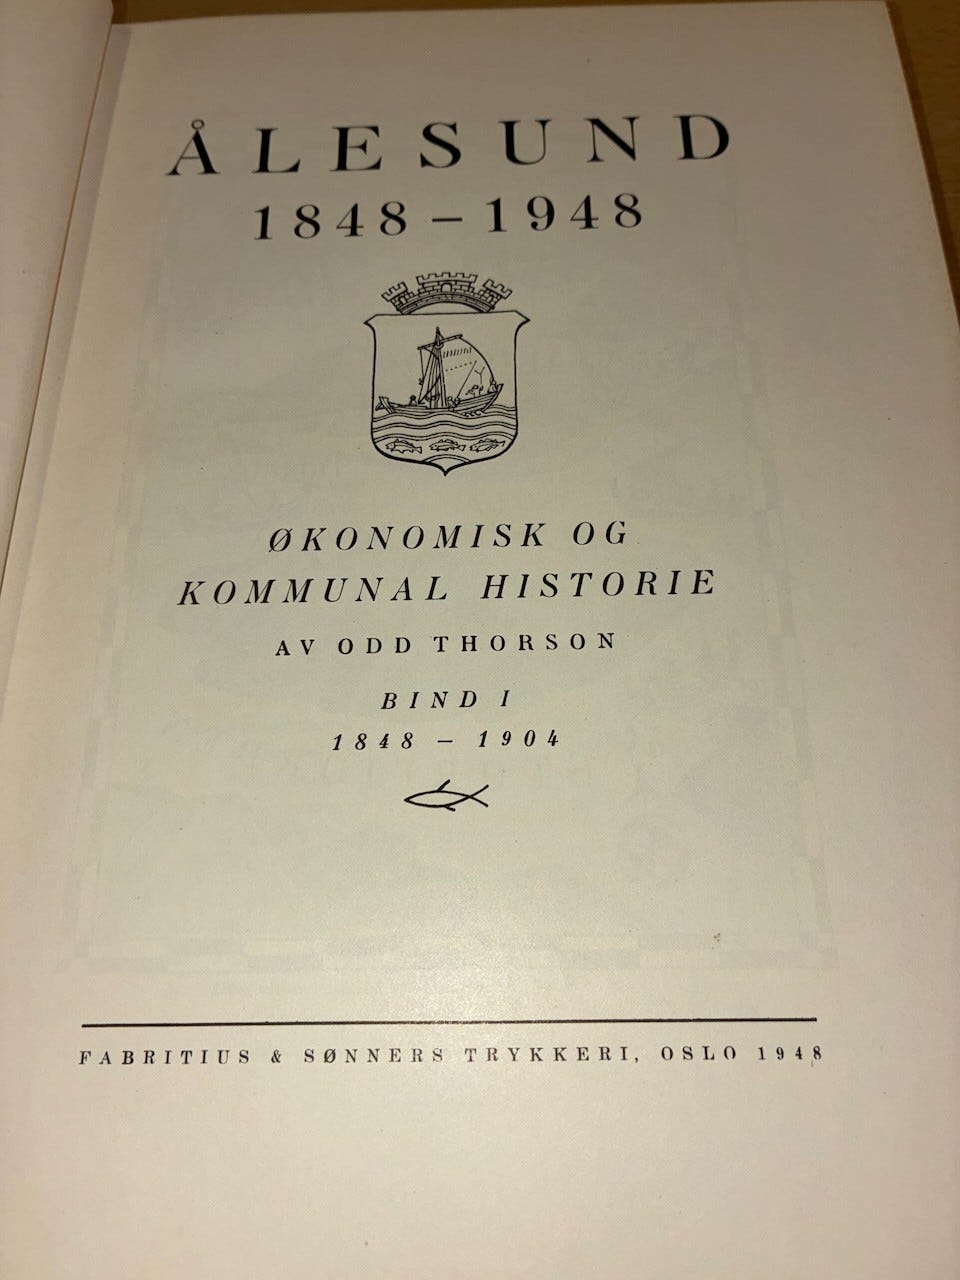 ÅLESUND
1848 – 1948
ØKONOMISK OG
KOMMUNAL HISTORIE
AV ODD THORSON
BIND I
1848 – 1904
FABRITIUS & SØNNERS TRYKKERI, OSLO 1948